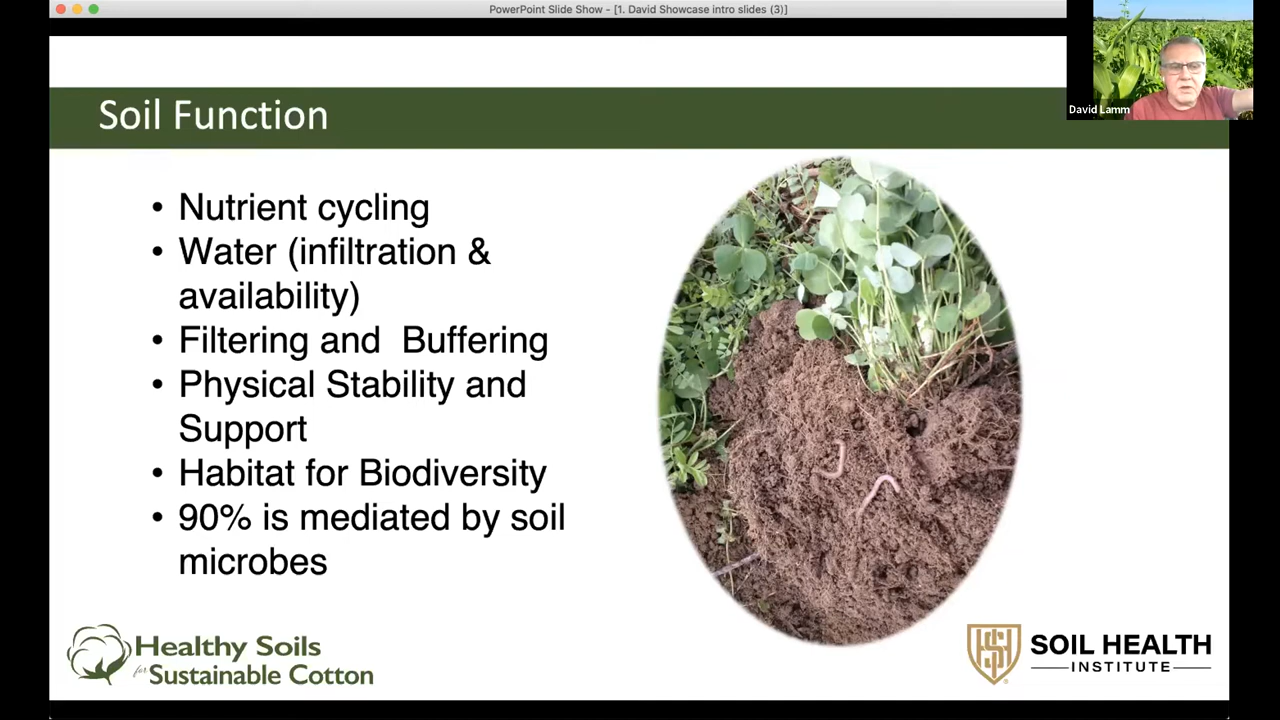 PowerPoint Slide Show - [1. David Showcase intro slides (3)]
David Lamm
Soil Function
• Nutrient cycling
• Water (infiltration &
availability)
• Filtering and  Buffering
• Physical Stability and
Support
• Habitat for Biodiversity
• 90% is mediated by soil
microbes
Healthy Soils
for Sustainable Cotton
SHI
SOIL HEALTH
INSTITUTE